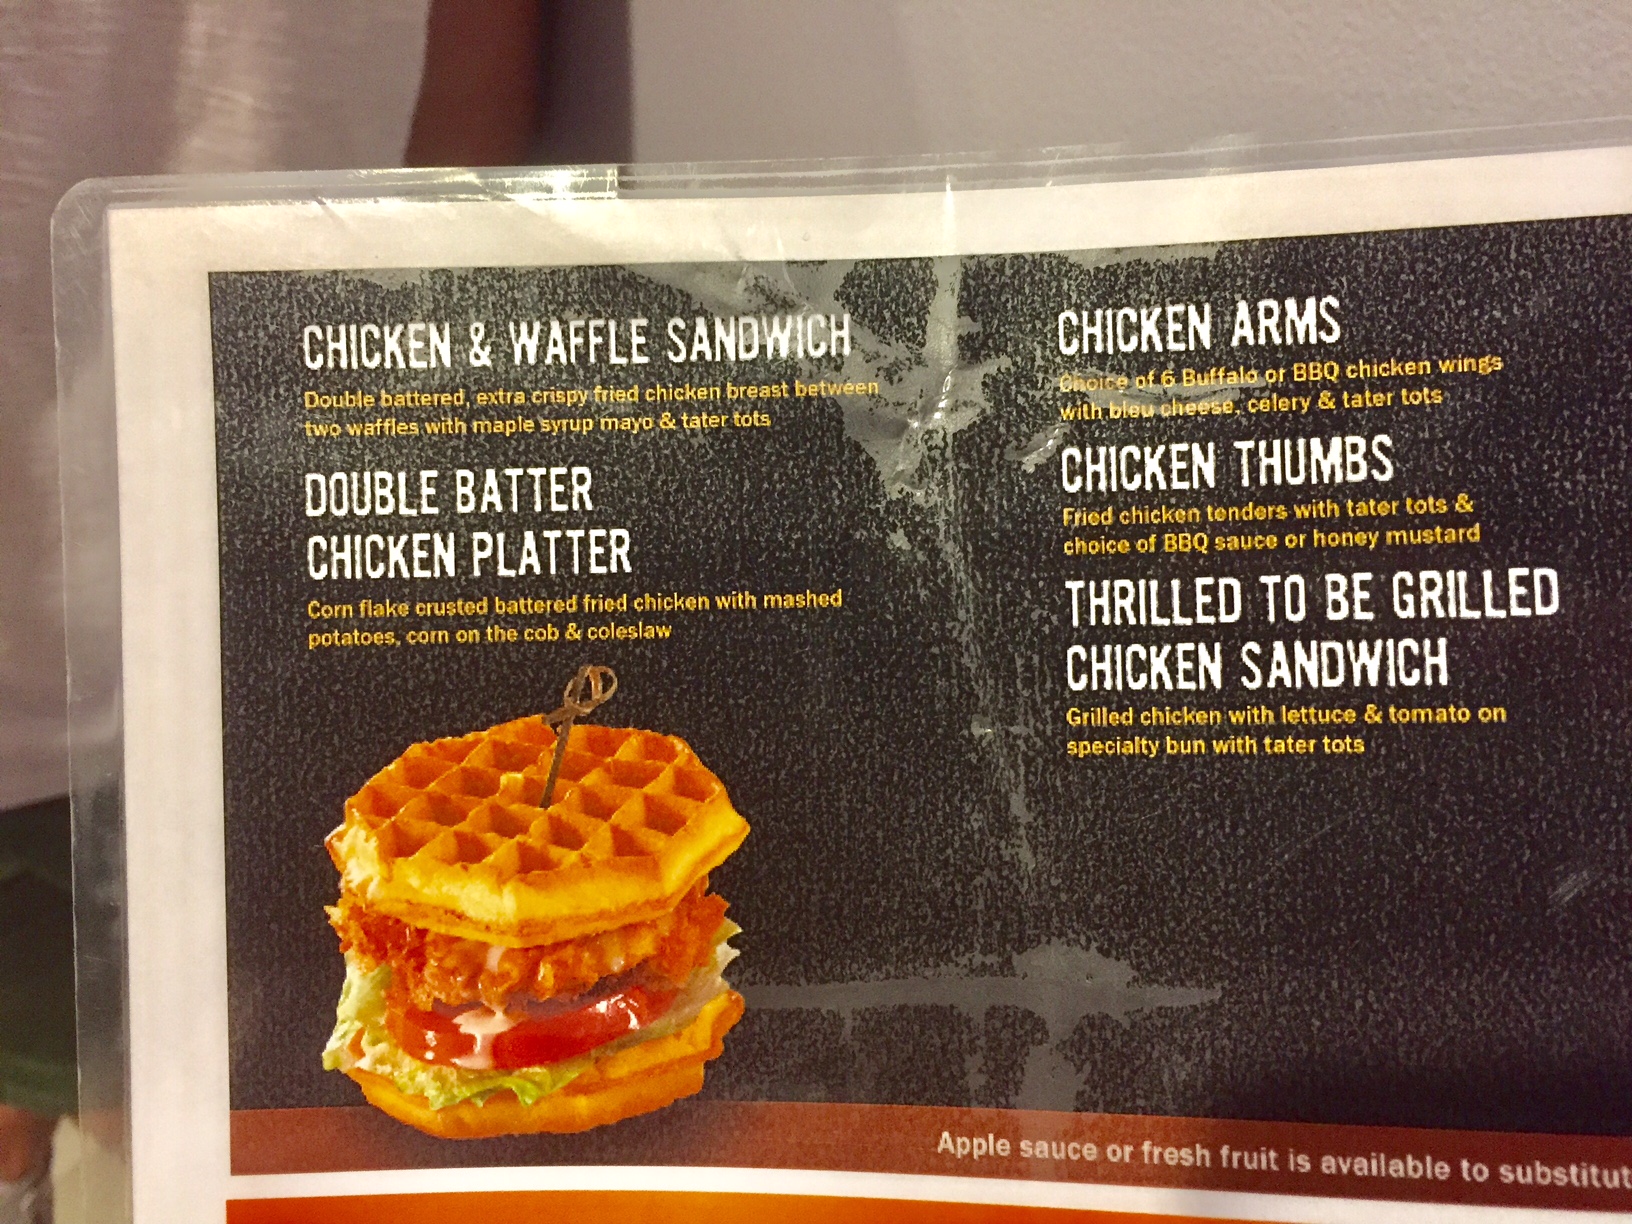 CHICKEN & WAFFLE SANDWICH
Double battered, extra crispy fried chicken breast between
two waffles with maple syrup mayo & tater tots
DOUBLE BATTER
CHICKEN PLATTER
Corn flake crusted battered fried chicken with mashed
potatoes, corn on the cob & coleslaw
CHICKEN ARMS
Choice of 6 Buffalo or BBQ chicken wings
with bleu cheese, celery & tater tots
CHICKEN THUMBS
Fried chicken tenders with tater tots &
choice of BBQ sauce or honey mustard
THRILLED TO BE GRILLED
CHICKEN SANDWICH
Grilled chicken with lettuce & tomato on
specialty bun with tater tots
Apple sauce or fresh fruit is available to substitut